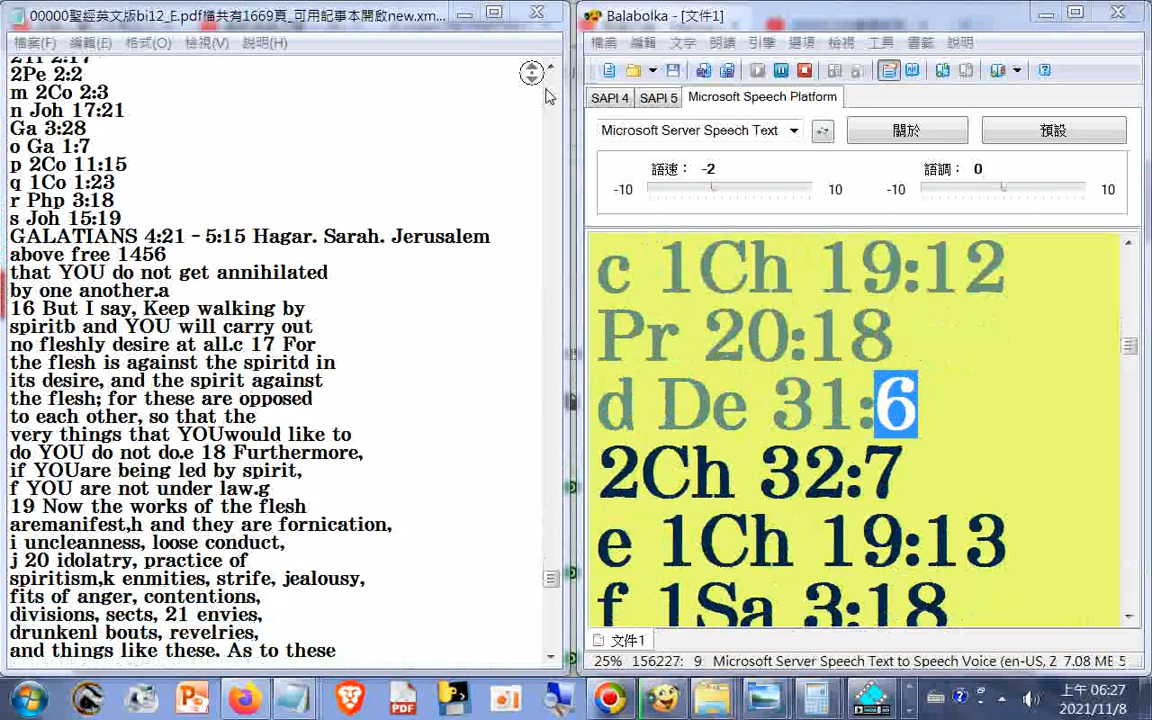 00000聖經英文版bi12_E.pdf檔共有1669頁_可用記事本開啟new.xm...
檔案(F) 編輯(E) 格式(O) 檢視(V) 說明(H)
2Ti 2:17
2Pe 2:2
m 2Co 2:3
n Joh 17:21
Ga 3:28
o Ga 1:7
p 2Co 11:15
q 1Co 1:23
r Php 3:18
s Joh 15:19
GALATIANS 4:21 – 5:15 Hagar. Sarah. Jerusalem
above free 1456
that YOU do not get annihilated
by one another.a
16 But I say, Keep walking by
spiritb and YOU will carry out
no fleshly desire at all.c 17 For
the flesh is against the spiritd in
its desire, and the spirit against
the flesh; for these are opposed
to each other, so that the
very things that YOUwould like to
do YOU do not do.e 18 Furthermore,
if YOUare being led by spirit,
f YOU are not under law.g
19 Now the works of the flesh
aremanifest,h and they are fornication,
i uncleanness, loose conduct,
j 20 idolatry, practice of
spiritism,k enmities, strife, jealousy,
fits of anger, contentions,
divisions, sects, 21 envies,
drunkenl bouts, revelries,
and things like these. As to these
Balabolka - [文件1]
檔案 編輯 文字 朗讀 引擎 選項 檢視 工具 書籤 說明
SAPI 4 SAPI 5 Microsoft Speech Platform
Microsoft Server Speech Text 關於 預設
語速： -2 語調： 0
-10 10 -10 10
c 1Ch 19:12
Pr 20:18
d De 31:6
2Ch 32:7
e 1Ch 19:13
f 1Sa 3:18
文件1
25% 156227: 9 Microsoft Server Speech Text to Speech Voice (en-US, 2 7.08 MB 5
上午 06:27
2021/11/8